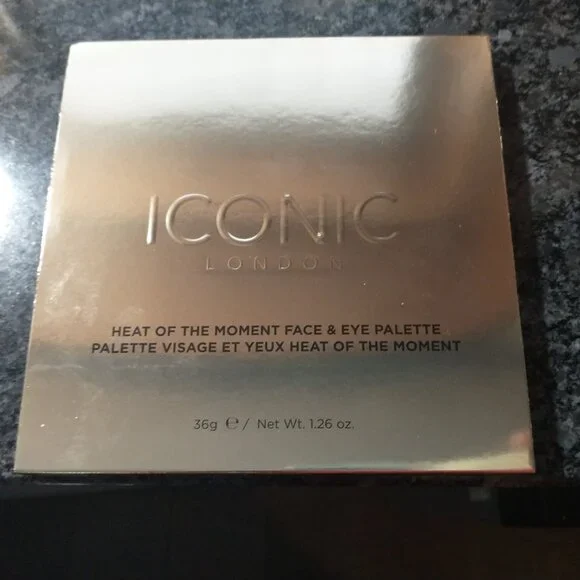 ICONIC
LONDON
HEAT OF THE MOMENT FACE & EYE PALETTE
PALETTE VISAGE ET YEUX HEAT OF THE MOMENT
36g ℮ / Net Wt. 1.26 oz.